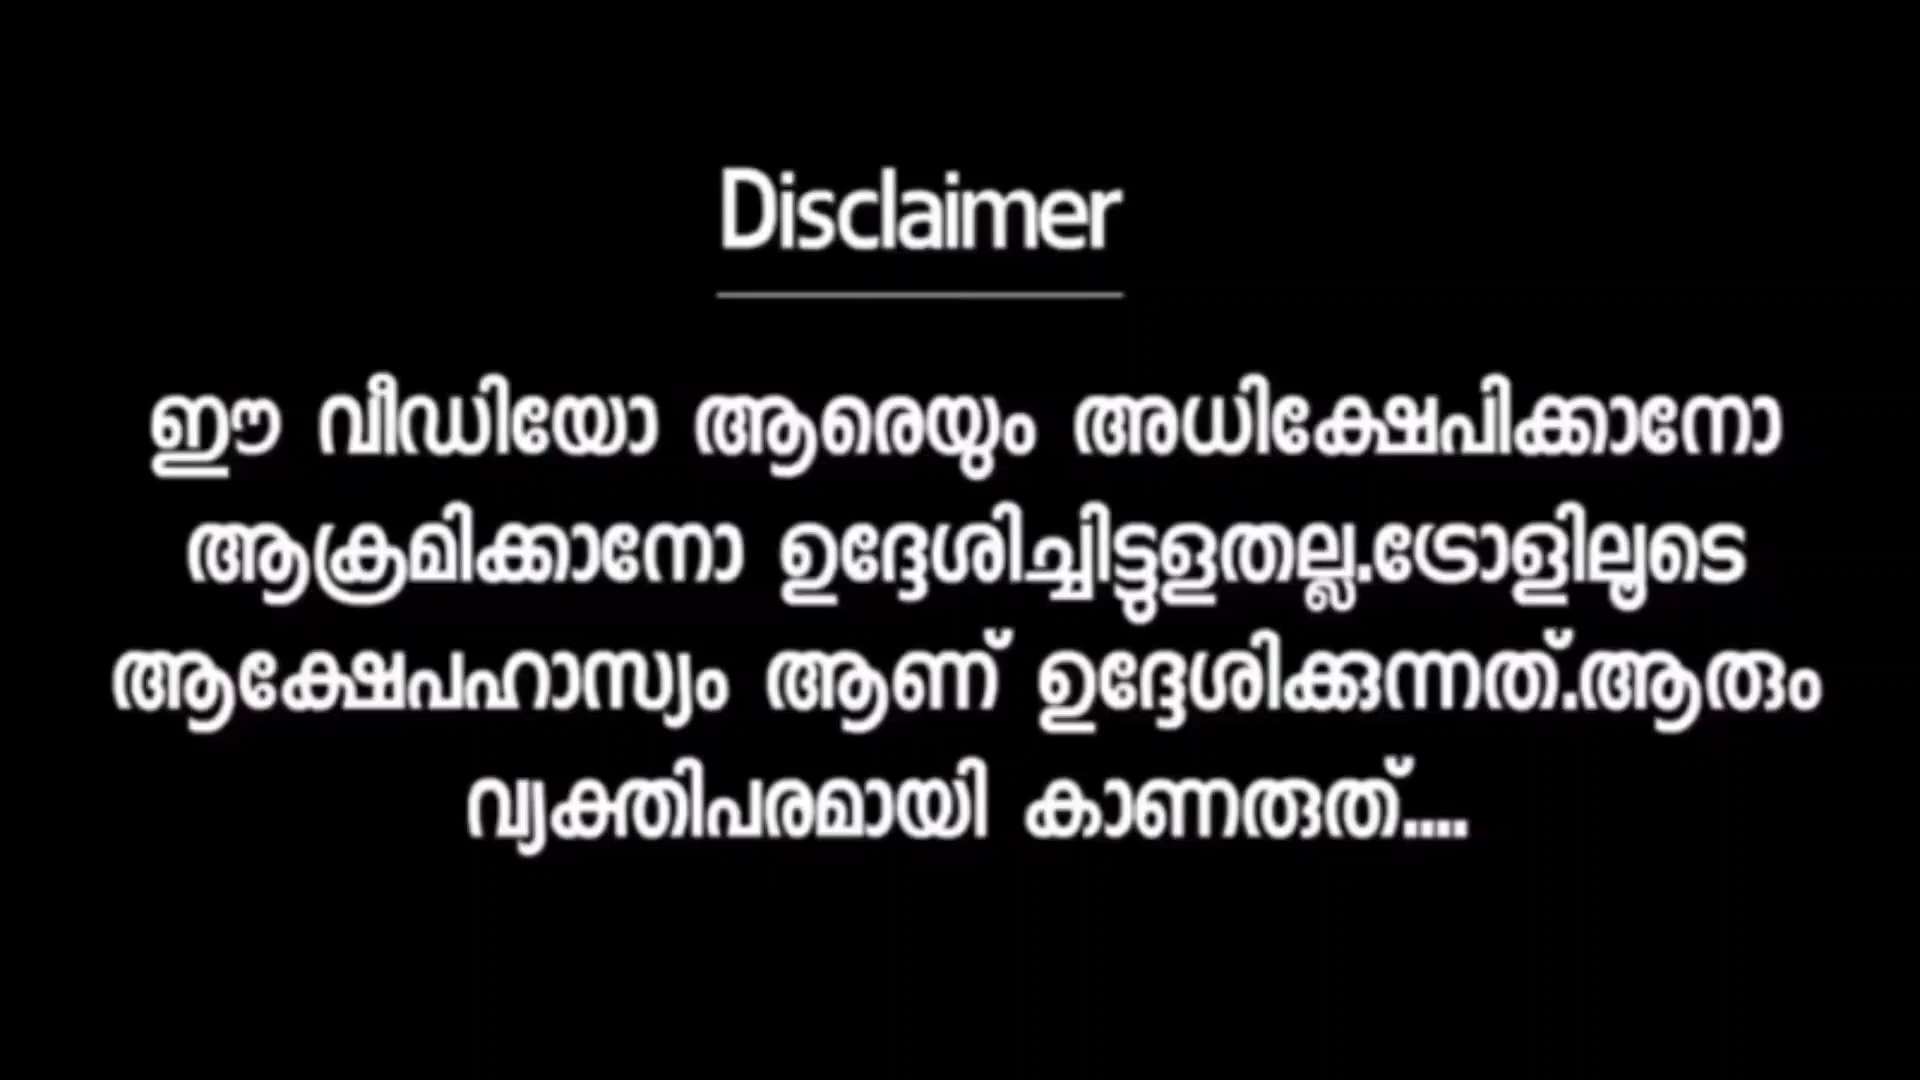 Disclaimer
ഈ വീഡിയോ ആരെയും അധിക്ഷേപിക്കാനോ
ആക്രമിക്കാനോ ഉദ്ദേശിച്ചിട്ടുളതല്ല.ട്രോളിലൂടെ
ആക്ഷേപഹാസ്യം ആണ് ഉദ്ദേശിക്കുന്നത്.ആരും
വ്യക്തിപരമായി കാണരുത്....